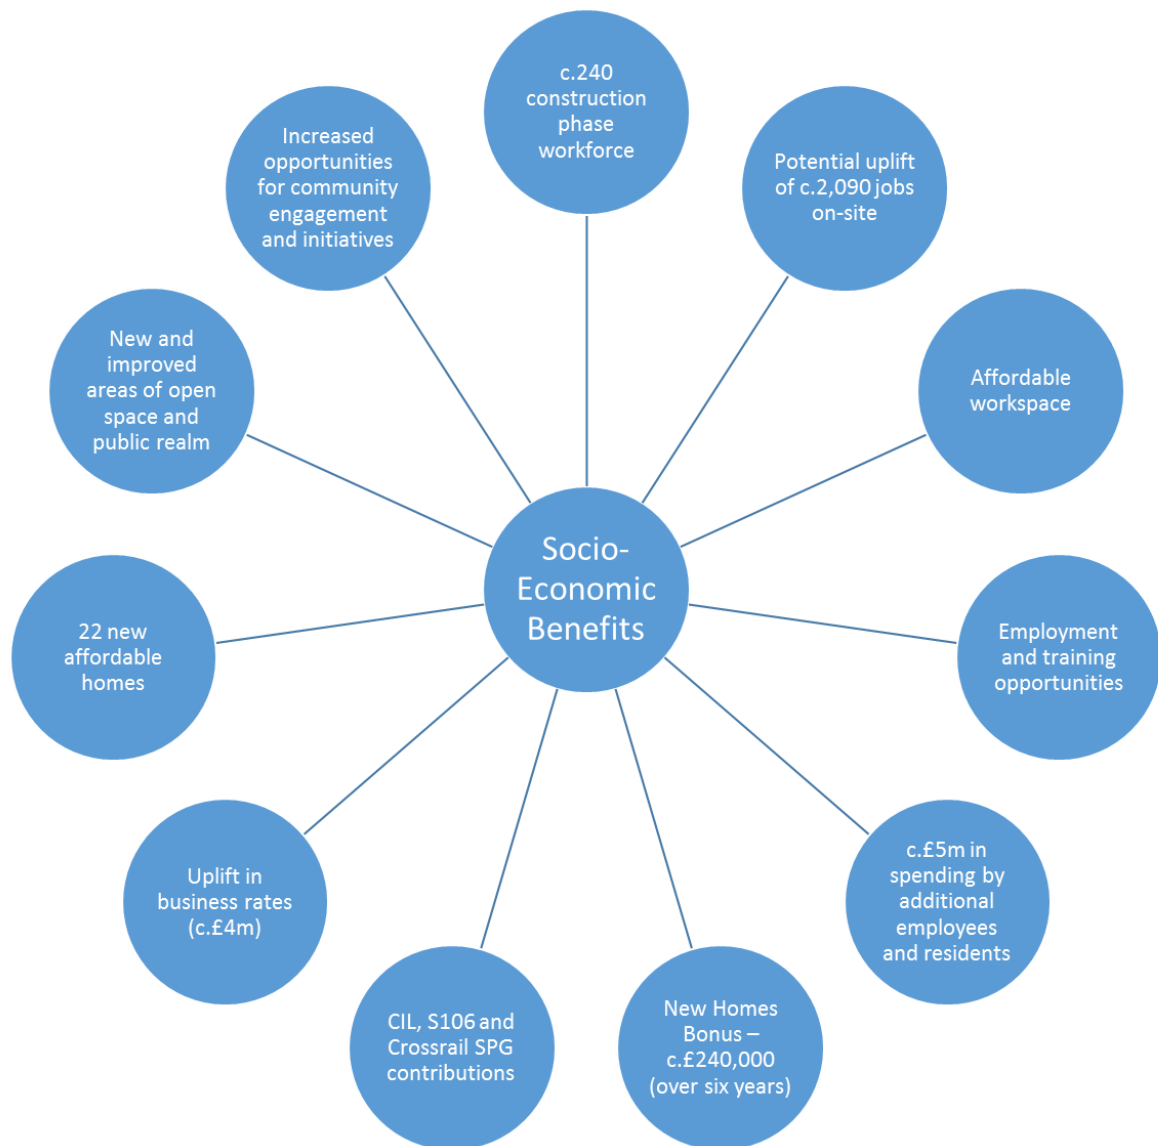 c.240
construction
phase
workforce
Potential uplift
of c.2,090 jobs
on-site
Affordable
workspace
Employment
and training
opportunities
c.£5m in
spending by
additional
employees
and residents
New Homes
Bonus –
c.£240,000
(over six years)
CIL, S106 and
Crossrail SPG
contributions
Uplift in
business rates
(c.£4m)
22 new
affordable
homes
New and
improved
areas of open
space and
public realm
Increased
opportunities
for community
engagement
and initiatives
Socio-
Economic
Benefits